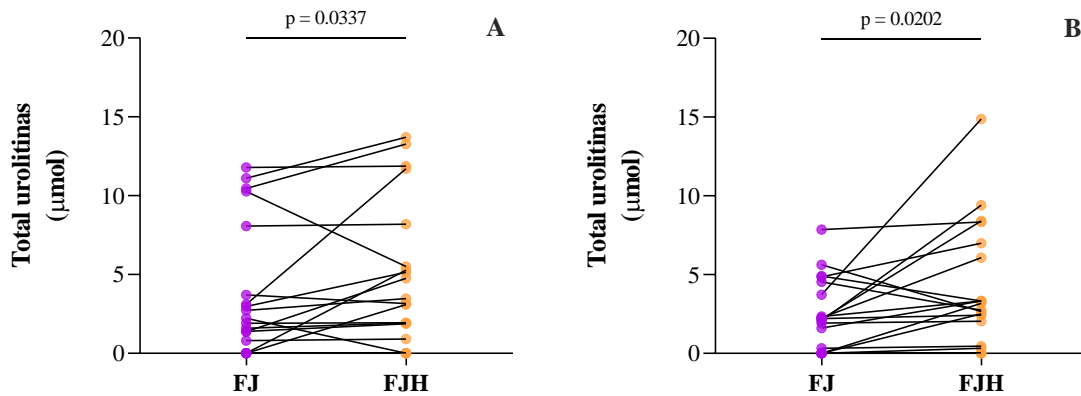 p = 0.0337
A
20
15
10
5
0
Total urolitinas
(μmol)
FJ
FJH
p = 0.0202
B
20
15
10
5
0
Total urolitinas
(μmol)
FJ
FJH